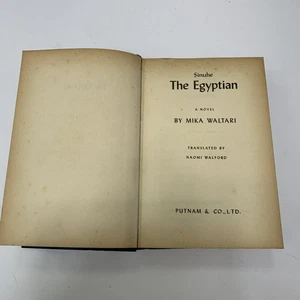 Sinuhe
The Egyptian
A NOVEL
BY MIKA WALTARI
TRANSLATED BY
NAOMI WALFORD
PUTNAM & CO., LTD.